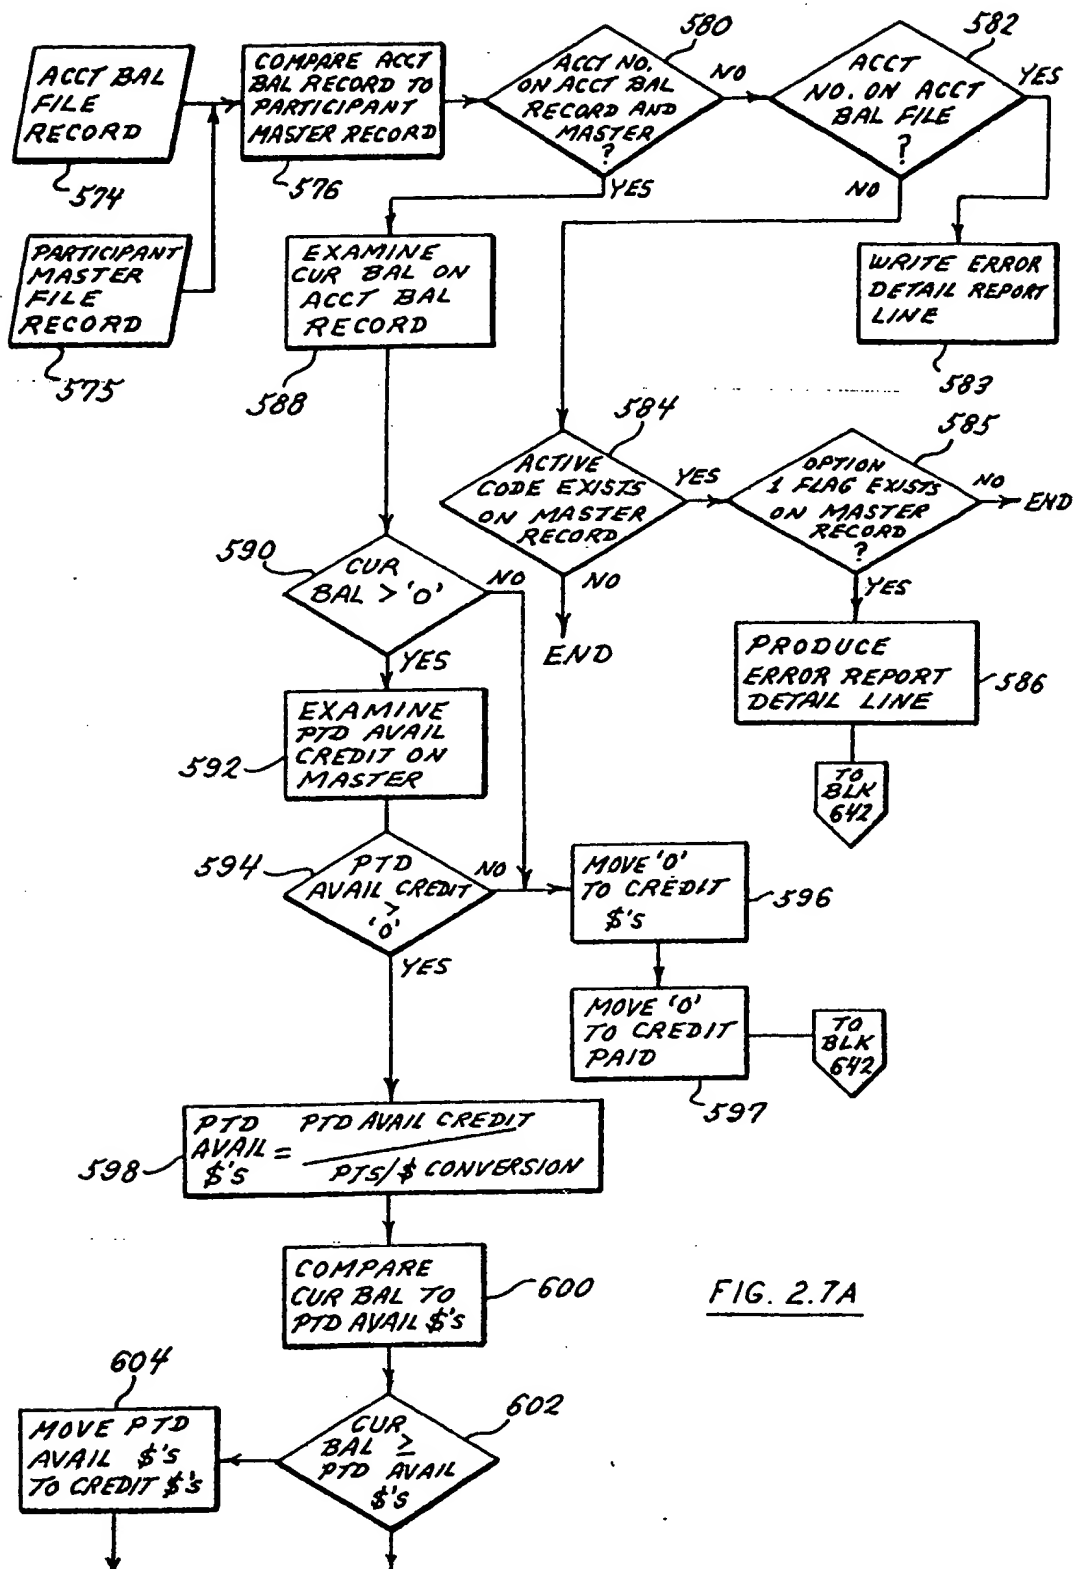 ACCT BAL
FILE
RECORD
574
PARTICIPANT
MASTER
FILE
RECORD
575
COMPARE ACCT
BAL RECORD TO
PARTICIPANT
MASTER RECORD
576
580
ACCT NO.
ON ACCT BAL
RECORD AND
MASTER
?
NO
YES
582
ACCT
NO. ON ACCT
BAL FILE
?
YES
NO
WRITE ERROR
DETAIL REPORT
LINE
583
EXAMINE
CUR BAL ON
ACCT BAL
RECORD
588
584
ACTIVE
CODE EXISTS
ON MASTER
RECORD
YES
NO
END
585
OPTION
1 FLAG EXISTS
ON MASTER
RECORD
?
NO
END
YES
PRODUCE
ERROR REPORT
DETAIL LINE
586
TO
BLK
642
590
CUR
BAL > 'O'
NO
YES
EXAMINE
PTD AVAIL
CREDIT ON
MASTER
592
594
PTD
AVAIL CREDIT
>
'O'
NO
YES
MOVE 'O'
TO CREDIT
$'s
596
MOVE 'O'
TO CREDIT
PAID
597
TO
BLK
642
PTD AVAIL $'s = PTD AVAIL CREDIT
PTS/$ CONVERSION
598
COMPARE
CUR BAL TO
PTD AVAIL $'s
600
FIG. 2.7A
604
MOVE PTD
AVAIL $'s
TO CREDIT $'s
602
CUR
BAL ≥
PTD AVAIL
$'s